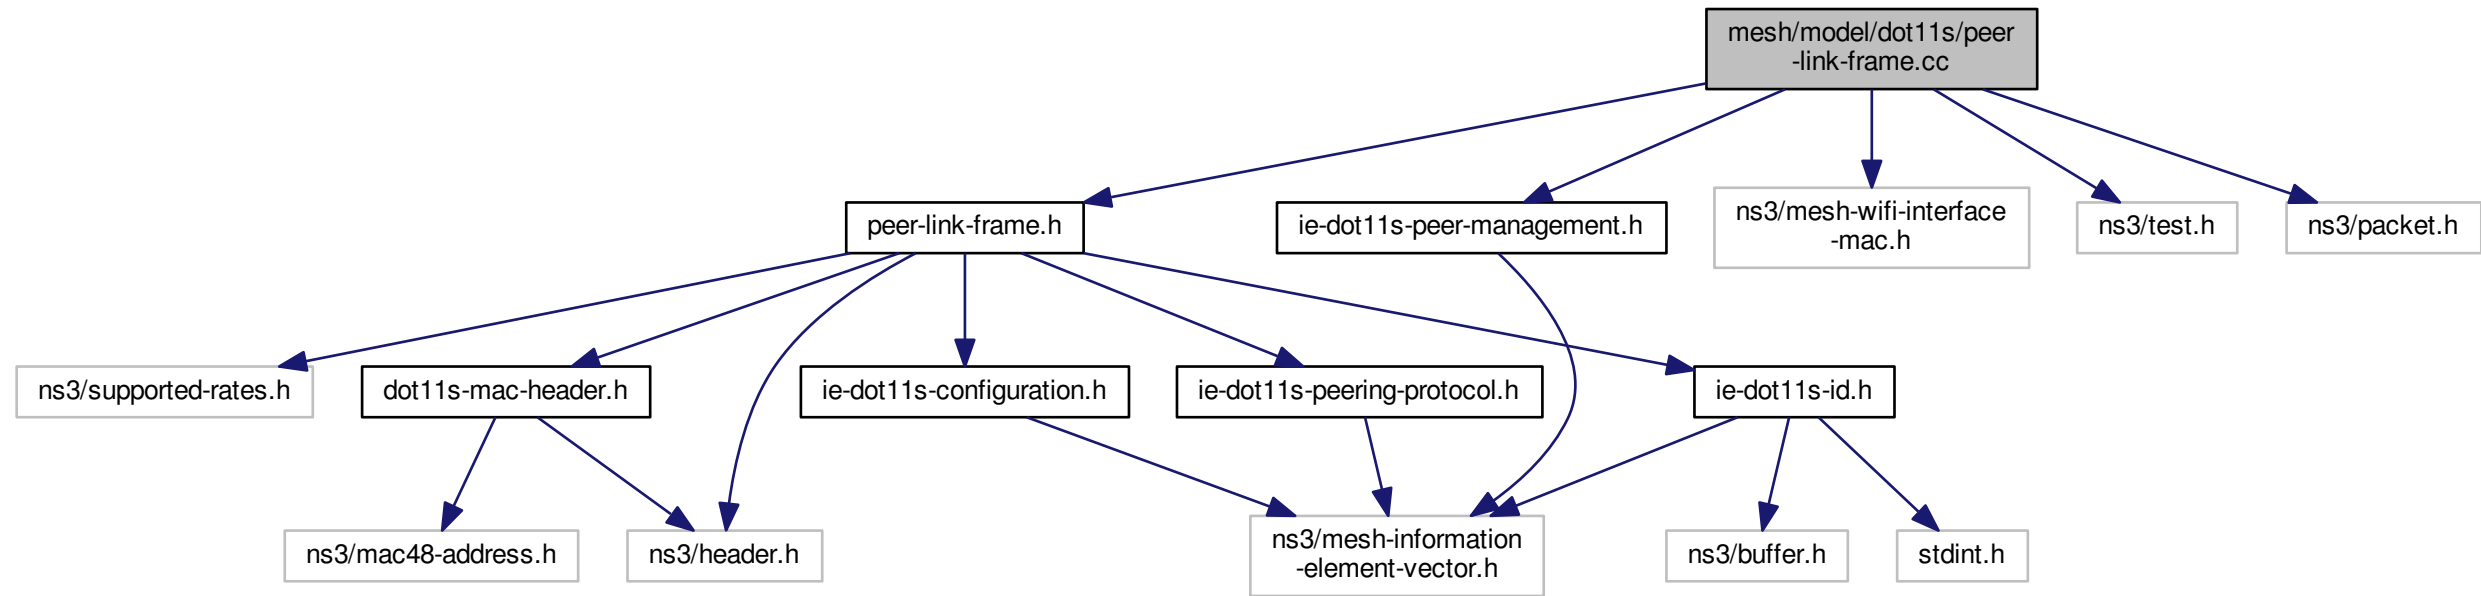 mesh/model/dot11s/peer
-link-frame.cc
peer-link-frame.h
ie-dot11s-peer-management.h
ns3/mesh-wifi-interface
-mac.h
ns3/test.h
ns3/packet.h
ns3/supported-rates.h
dot11s-mac-header.h
ie-dot11s-configuration.h
ie-dot11s-peering-protocol.h
ie-dot11s-id.h
ns3/mac48-address.h
ns3/header.h
ns3/mesh-information
-element-vector.h
ns3/buffer.h
stdint.h